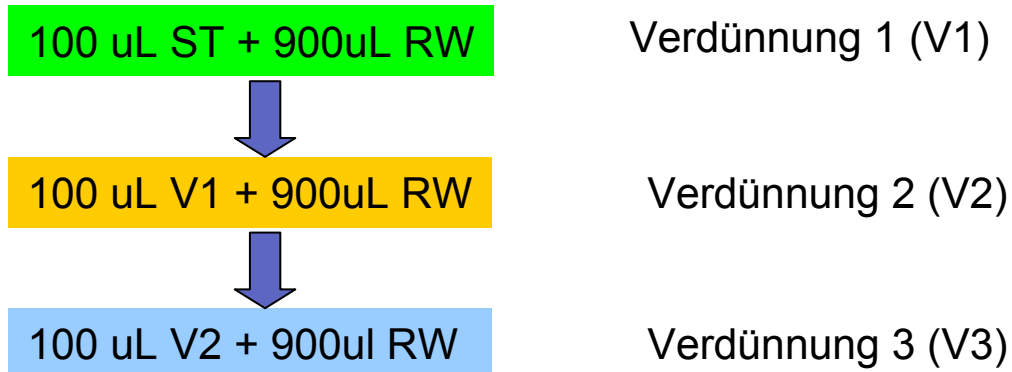 100 uL ST + 900uL RW Verdünnung 1 (V1)
100 uL V1 + 900uL RW Verdünnung 2 (V2)
100 uL V2 + 900ul RW Verdünnung 3 (V3)